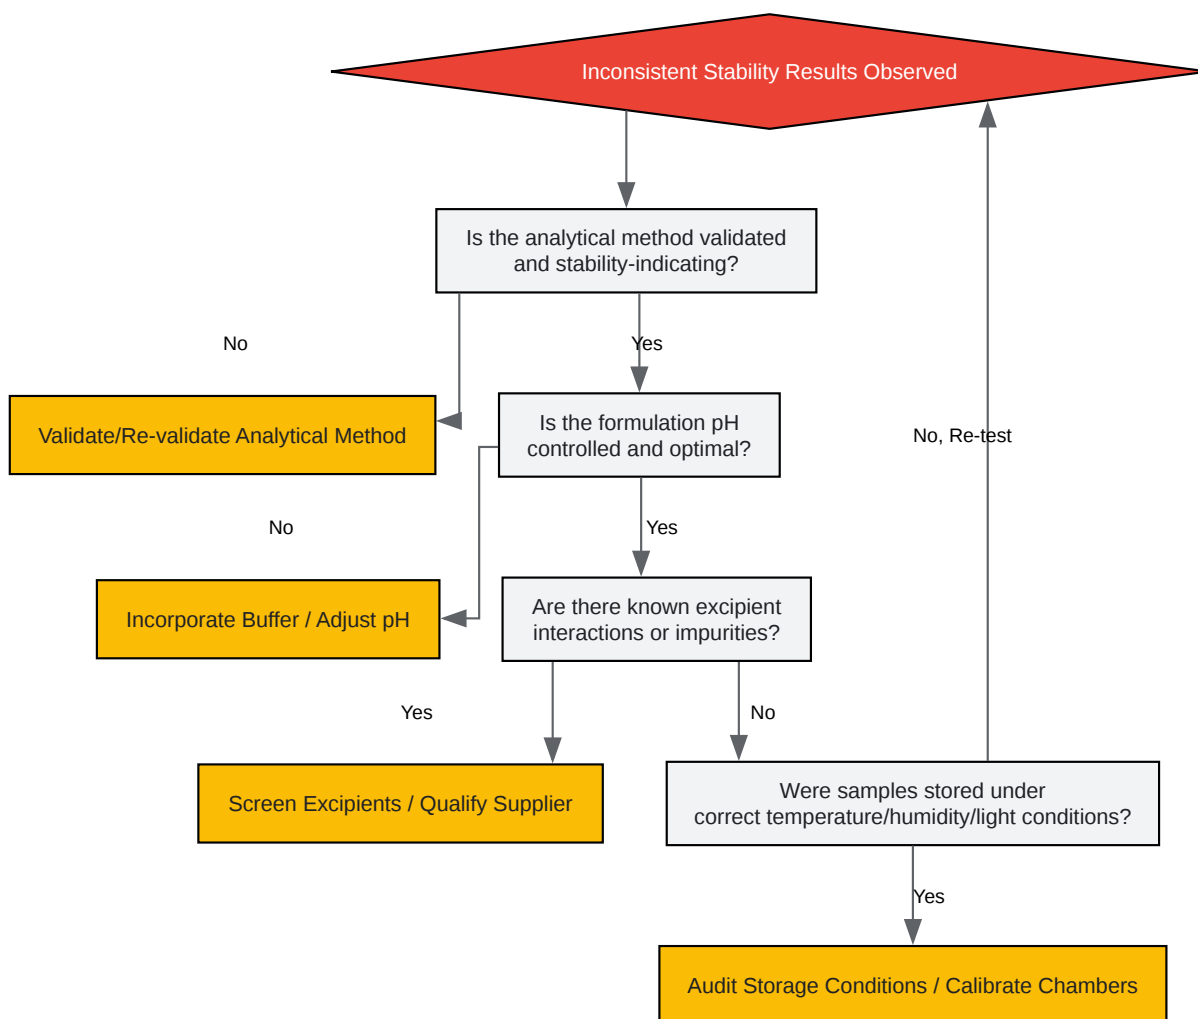 Inconsistent Stability Results Observed
Is the analytical method validated
and stability-indicating?
No
Yes
Validate/Re-validate Analytical Method
Is the formulation pH
controlled and optimal?
No, Re-test
No
Yes
Incorporate Buffer / Adjust pH
Are there known excipient
interactions or impurities?
Yes
No
Screen Excipients / Qualify Supplier
Were samples stored under
correct temperature/humidity/light conditions?
Yes
Audit Storage Conditions / Calibrate Chambers